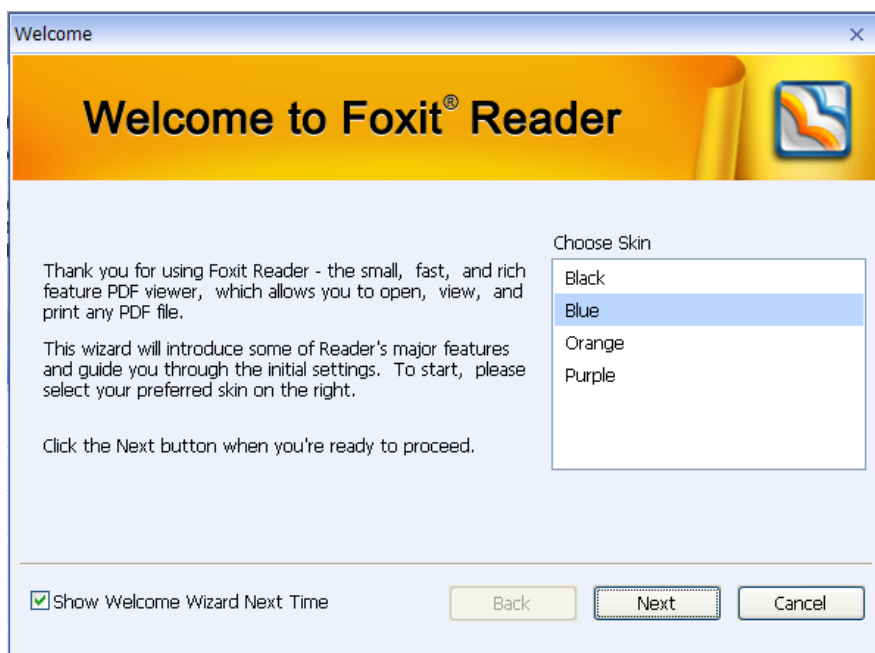 Welcome
Welcome to Foxit® Reader
Thank you for using Foxit Reader - the small, fast, and rich
feature PDF viewer, which allows you to open, view, and
print any PDF file.
This wizard will introduce some of Reader's major features
and guide you through the initial settings. To start, please
select your preferred skin on the right.
Click the Next button when you're ready to proceed.
Choose Skin
Black
Blue
Orange
Purple
Show Welcome Wizard Next Time
Back
Next
Cancel